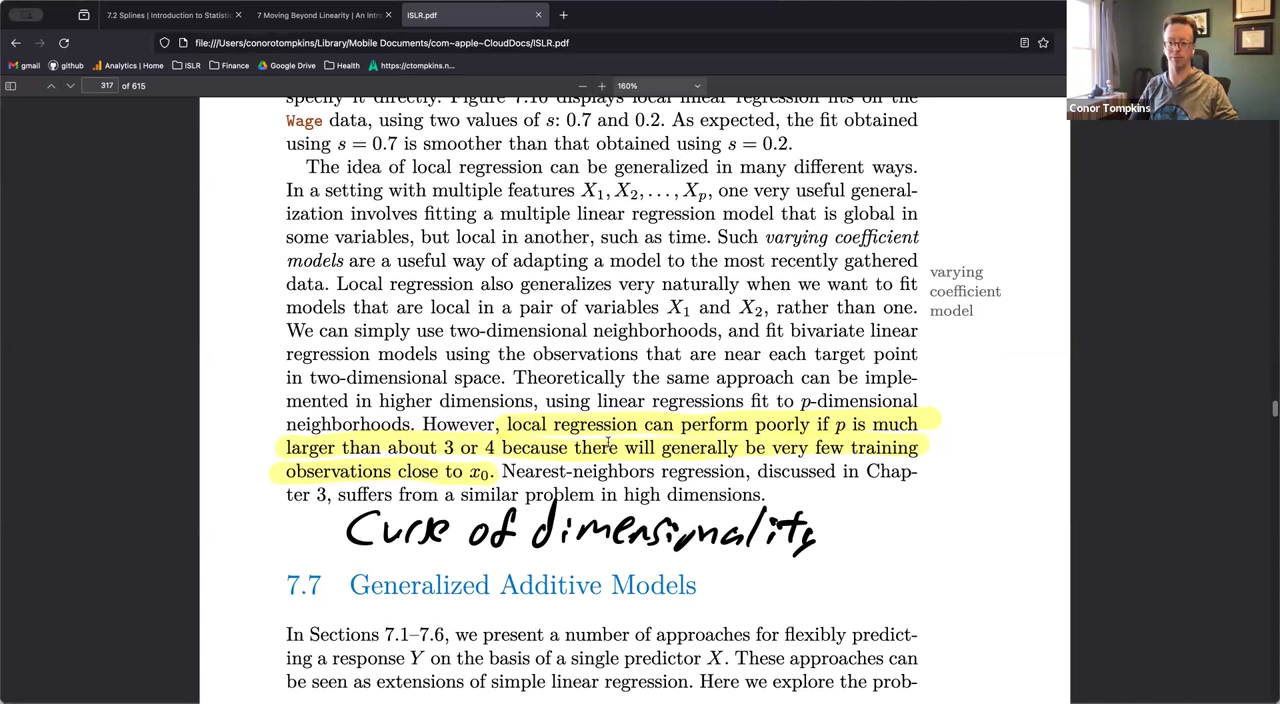 7.2 Splines | Introduction to Statistic
7 Moving Beyond Linearity | An Intro
ISLR.pdf
file:///Users/conorotompkins/Library/Mobile Documents/com~apple~CloudDocs/ISLR.pdf
gmail
github
Analytics | Home
ISLR
Finance
Google Drive
Health
https://ctompkins.n...
317 of 615
160%
Conor Tompkins
specify it directly. Figure 7.10 displays local linear regression fits on the
Wage data, using two values of s: 0.7 and 0.2. As expected, the fit obtained
using s = 0.7 is smoother than that obtained using s = 0.2.
The idea of local regression can be generalized in many different ways.
In a setting with multiple features X1, X2, . . . , Xp, one very useful general-
ization involves fitting a multiple linear regression model that is global in
some variables, but local in another, such as time. Such varying coefficient
models are a useful way of adapting a model to the most recently gathered
data. Local regression also generalizes very naturally when we want to fit
models that are local in a pair of variables X1 and X2, rather than one.
We can simply use two-dimensional neighborhoods, and fit bivariate linear
regression models using the observations that are near each target point
in two-dimensional space. Theoretically the same approach can be imple-
mented in higher dimensions, using linear regressions fit to p-dimensional
neighborhoods. However, local regression can perform poorly if p is much
larger than about 3 or 4 because there will generally be very few training
observations close to x0. Nearest-neighbors regression, discussed in Chap-
ter 3, suffers from a similar problem in high dimensions.
varying
coefficient
model
Curse of dimensionality
7.7 Generalized Additive Models
In Sections 7.1–7.6, we present a number of approaches for flexibly predict-
ing a response Y on the basis of a single predictor X. These approaches can
be seen as extensions of simple linear regression. Here we explore the prob-